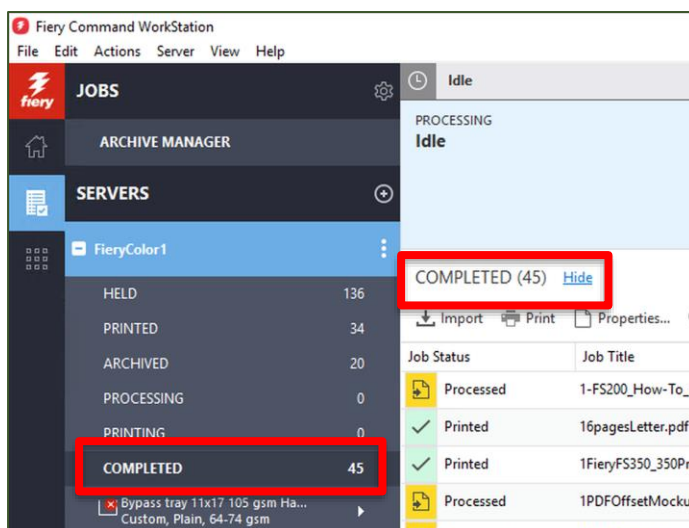 Fiery Command WorkStation
File Edit Actions Server View Help
fiery
JOBS
ARCHIVE MANAGER
SERVERS
FieryColor1
HELD 136
PRINTED 34
ARCHIVED 20
PROCESSING 0
PRINTING 0
COMPLETED 45
Bypass tray 11x17 105 gsm Ha...
Custom, Plain, 64-74 gsm
Idle
PROCESSING
Idle
COMPLETED (45) Hide
Import Print Properties...
Job Status Job Title
Processed 1-FS200_How-To_
Printed 16pagesLetter.pdf
Printed 1FieryFS350_350Pr
Processed 1PDFOffsetMocku